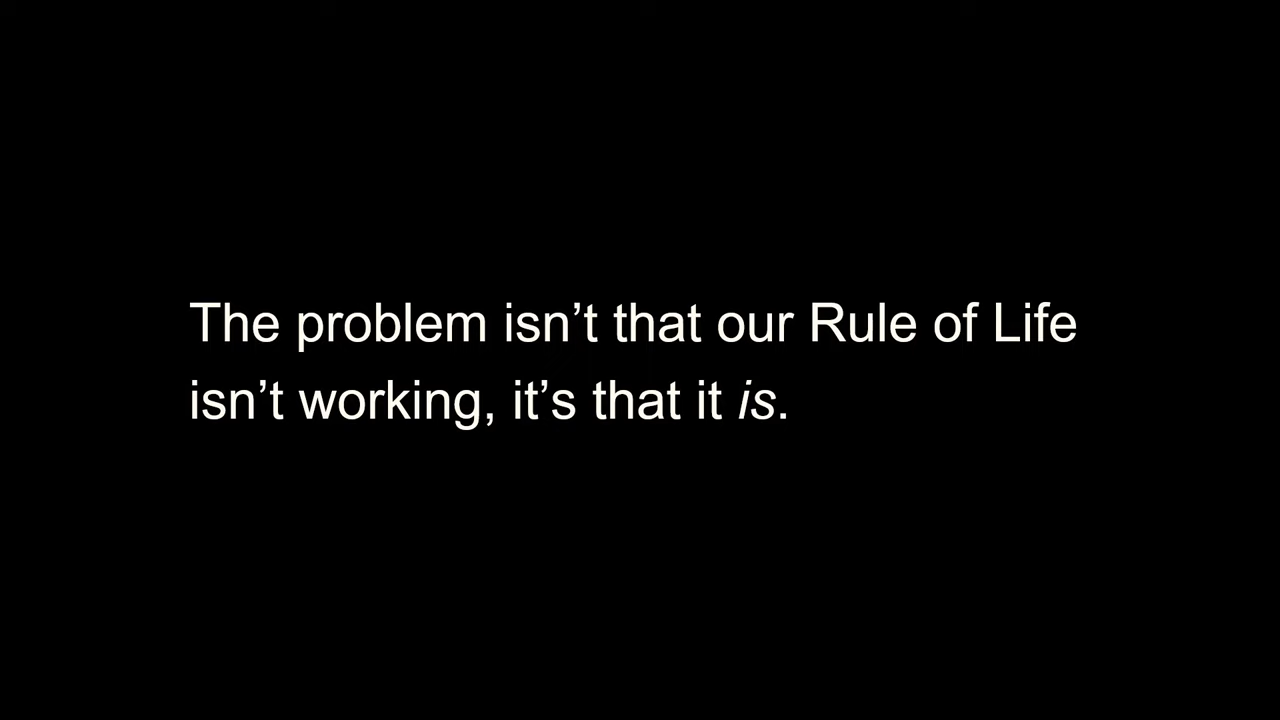 The problem isn’t that our Rule of Life
isn’t working, it’s that it is.